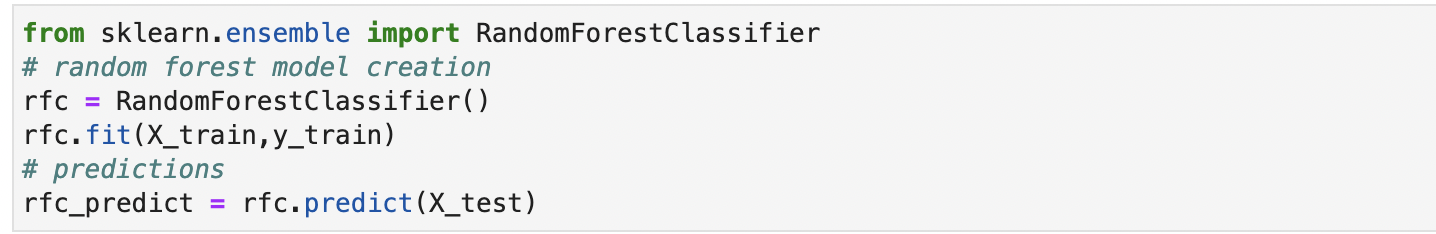 from sklearn.ensemble import RandomForestClassifier
# random forest model creation
rfc = RandomForestClassifier()
rfc.fit(X_train,y_train)
# predictions
rfc_predict = rfc.predict(X_test)